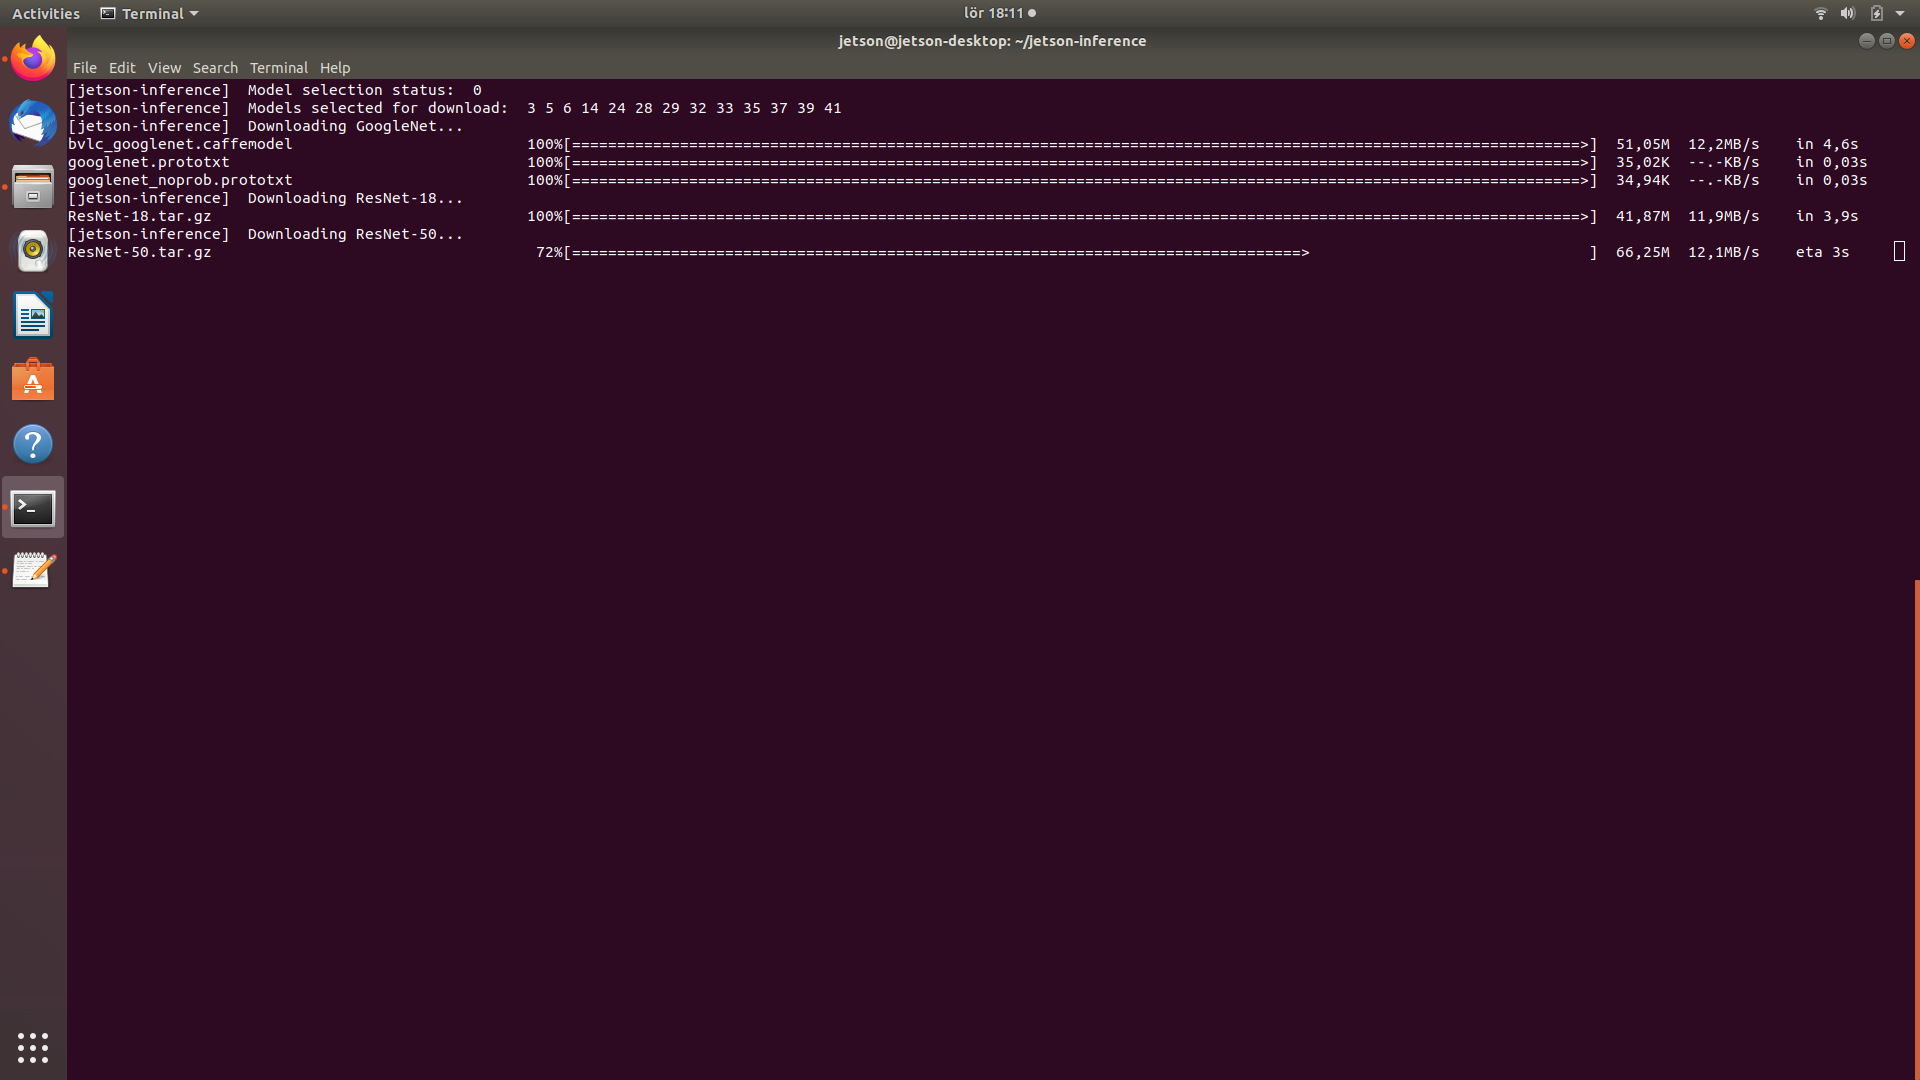 Activities Terminal lör 18:11
jetson@jetson-desktop: ~/jetson-inference
File Edit View Search Terminal Help
[jetson-inference]  Model selection status:  0
[jetson-inference]  Models selected for download:  3 5 6 14 24 28 29 32 33 35 37 39 41
[jetson-inference]  Downloading GoogleNet...
bvlc_googlenet.caffemodel 100%[================================================================================================================>] 51,05M 12,2MB/s in 4,6s
googlenet.prototxt 100%[================================================================================================================>] 35,02K --.-KB/s in 0,03s
googlenet_noprob.prototxt 100%[================================================================================================================>] 34,94K --.-KB/s in 0,03s
[jetson-inference]  Downloading ResNet-18...
ResNet-18.tar.gz 100%[================================================================================================================>] 41,87M 11,9MB/s in 3,9s
[jetson-inference]  Downloading ResNet-50...
ResNet-50.tar.gz 72%[=================================================================================> ] 66,25M 12,1MB/s eta 3s